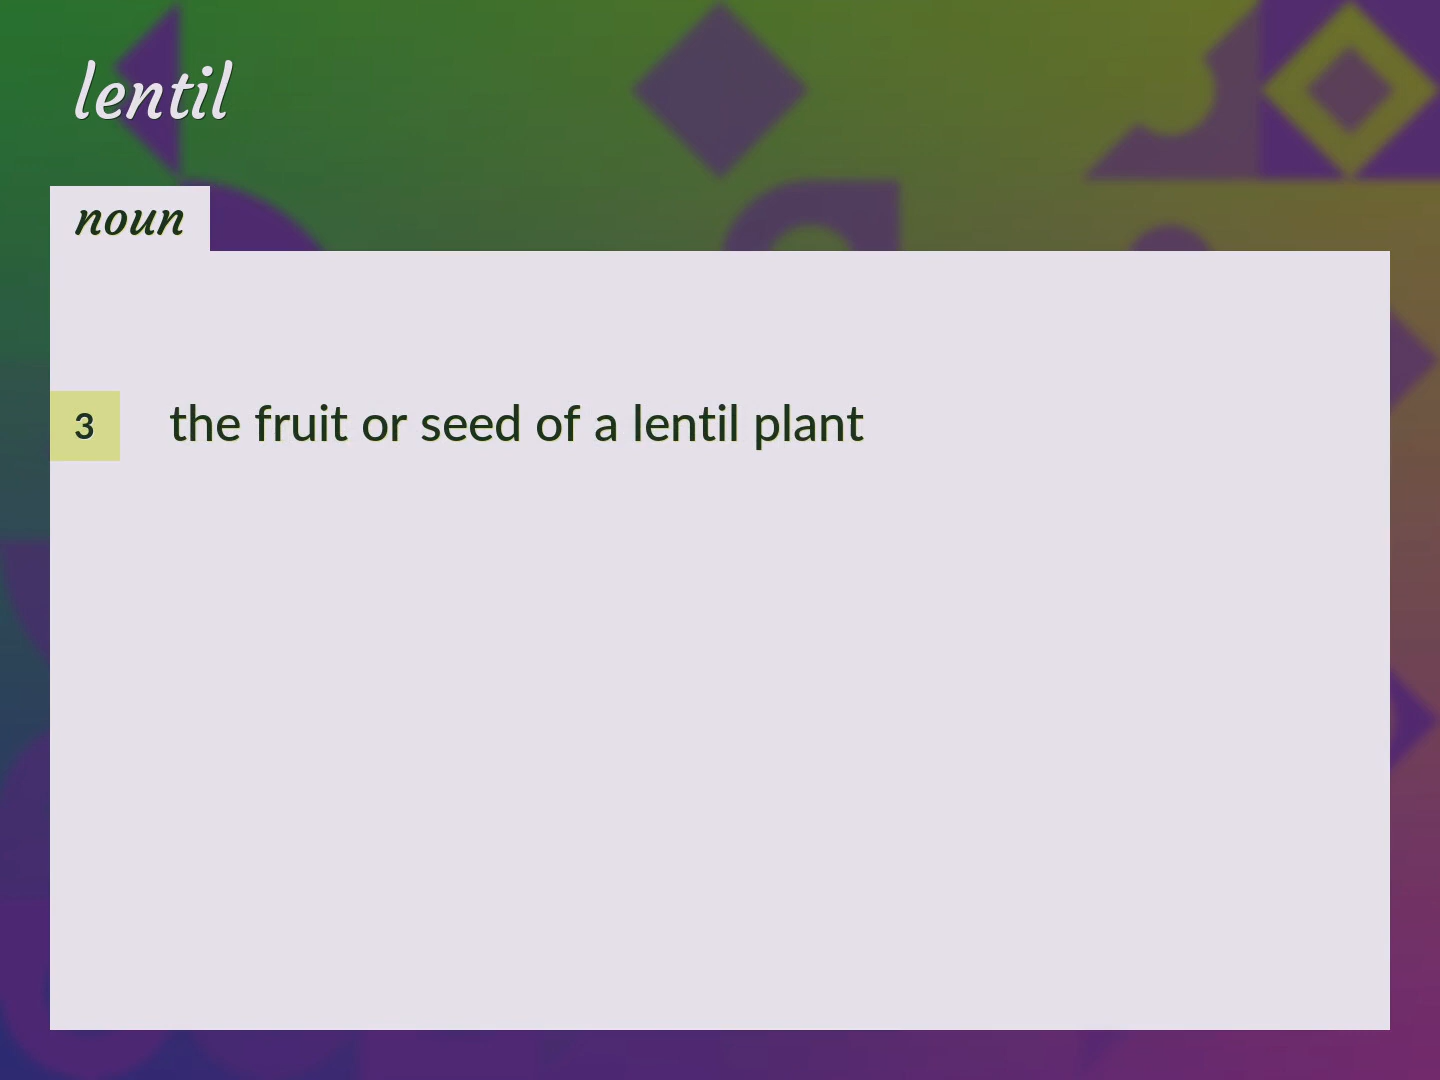 lentil
noun
3 the fruit or seed of a lentil plant